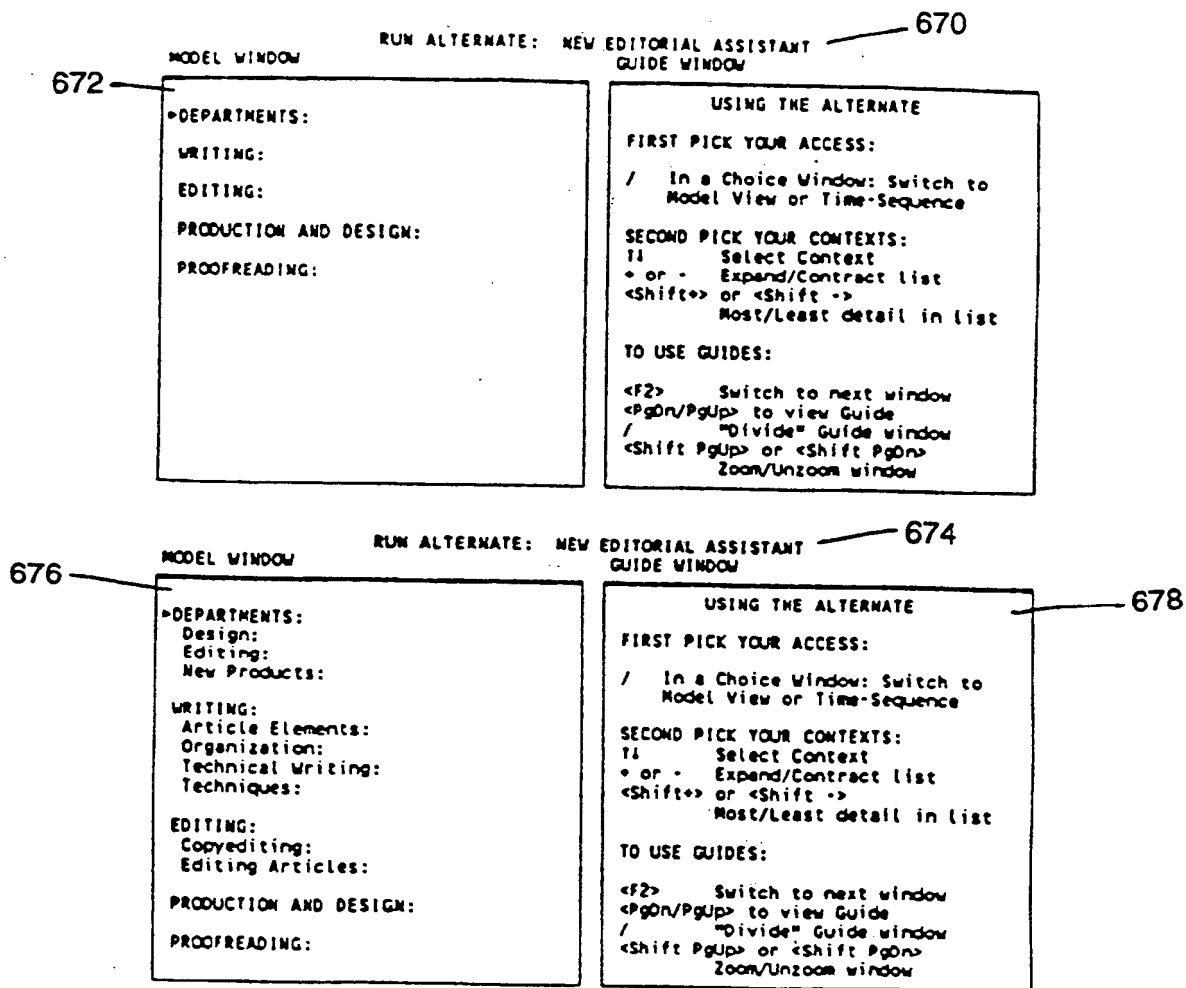 670
RUN ALTERNATE: NEW EDITORIAL ASSISTANT
MODEL WINDOW
GUIDE WINDOW
672
▸DEPARTMENTS:
WRITING:
EDITING:
PRODUCTION AND DESIGN:
PROOFREADING:
USING THE ALTERNATE
FIRST PICK YOUR ACCESS:
/ In a Choice Window: Switch to
Model View or Time-Sequence
SECOND PICK YOUR CONTEXTS:
↑↓ Select Context
+ or - Expand/Contract list
<Shift+> or <Shift ->
Most/Least detail in list
TO USE GUIDES:
<F2> Switch to next window
<PgDn/PgUp> to view Guide
/ "Divide" Guide window
<Shift PgUp> or <Shift PgDn>
Zoom/Unzoom window
674
RUN ALTERNATE: NEW EDITORIAL ASSISTANT
MODEL WINDOW
GUIDE WINDOW
676
▸DEPARTMENTS:
Design:
Editing:
New Products:
WRITING:
Article Elements:
Organization:
Technical Writing:
Techniques:
EDITING:
Copyediting:
Editing Articles:
PRODUCTION AND DESIGN:
PROOFREADING:
678
USING THE ALTERNATE
FIRST PICK YOUR ACCESS:
/ In a Choice Window: Switch to
Model View or Time-Sequence
SECOND PICK YOUR CONTEXTS:
↑↓ Select Context
+ or - Expand/Contract list
<Shift+> or <Shift ->
Most/Least detail in list
TO USE GUIDES:
<F2> Switch to next window
<PgDn/PgUp> to view Guide
/ "Divide" Guide window
<Shift PgUp> or <Shift PgDn>
Zoom/Unzoom window